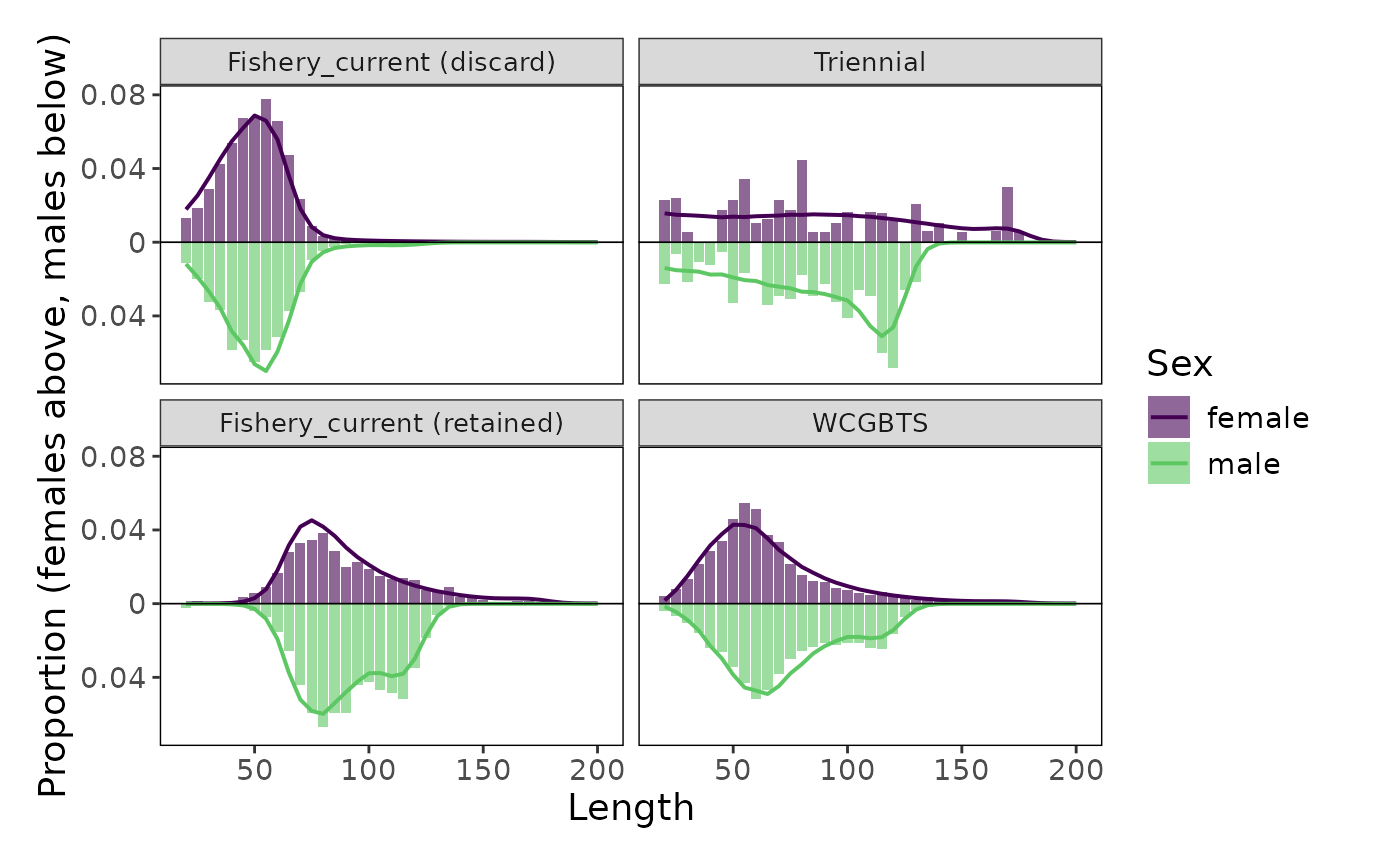 Proportion (females above, males below)
Fishery_current (discard)
Triennial
0.08
0.04
0
0.04
Fishery_current (retained)
WCGBTS
0.08
0.04
0
0.04
50 100 150 200
50 100 150 200
Length
Sex
female
male